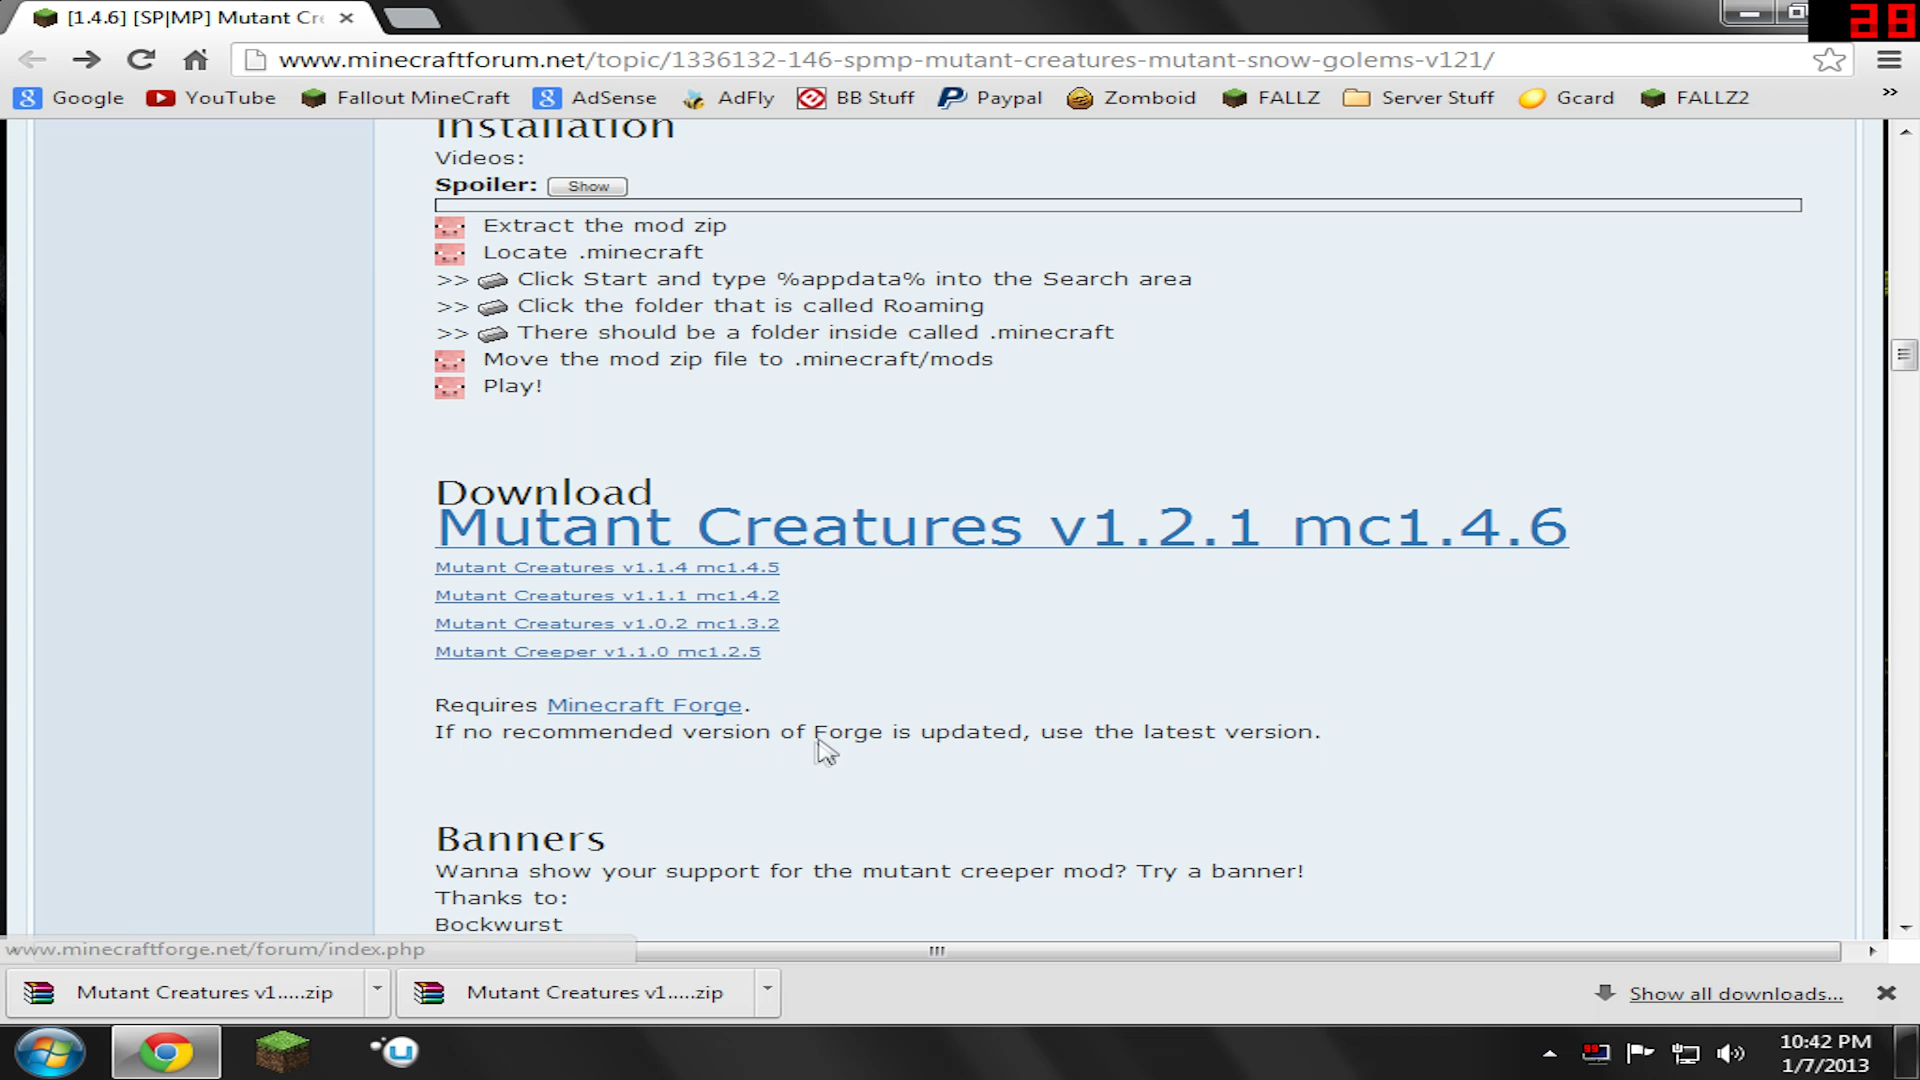 [1.4.6] [SP|MP] Mutant Cre
28
www.minecraftforum.net/topic/1336132-146-spmp-mutant-creatures-mutant-snow-golems-v121/
Google YouTube Fallout MineCraft AdSense AdFly BB Stuff Paypal Zomboid FALLZ Server Stuff Gcard FALLZ2 »
Installation
Videos:
Spoiler: Show
Extract the mod zip
Locate .minecraft
>> Click Start and type %appdata% into the Search area
>> Click the folder that is called Roaming
>> There should be a folder inside called .minecraft
Move the mod zip file to .minecraft/mods
Play!
Download
Mutant Creatures v1.2.1 mc1.4.6
Mutant Creatures v1.1.4 mc1.4.5
Mutant Creatures v1.1.1 mc1.4.2
Mutant Creatures v1.0.2 mc1.3.2
Mutant Creeper v1.1.0 mc1.2.5
Requires Minecraft Forge.
If no recommended version of Forge is updated, use the latest version.
Banners
Wanna show your support for the mutant creeper mod? Try a banner!
Thanks to:
Bockwurst
www.minecraftforge.net/forum/index.php
Mutant Creatures v1.....zip Mutant Creatures v1.....zip Show all downloads...
10:42 PM
1/7/2013